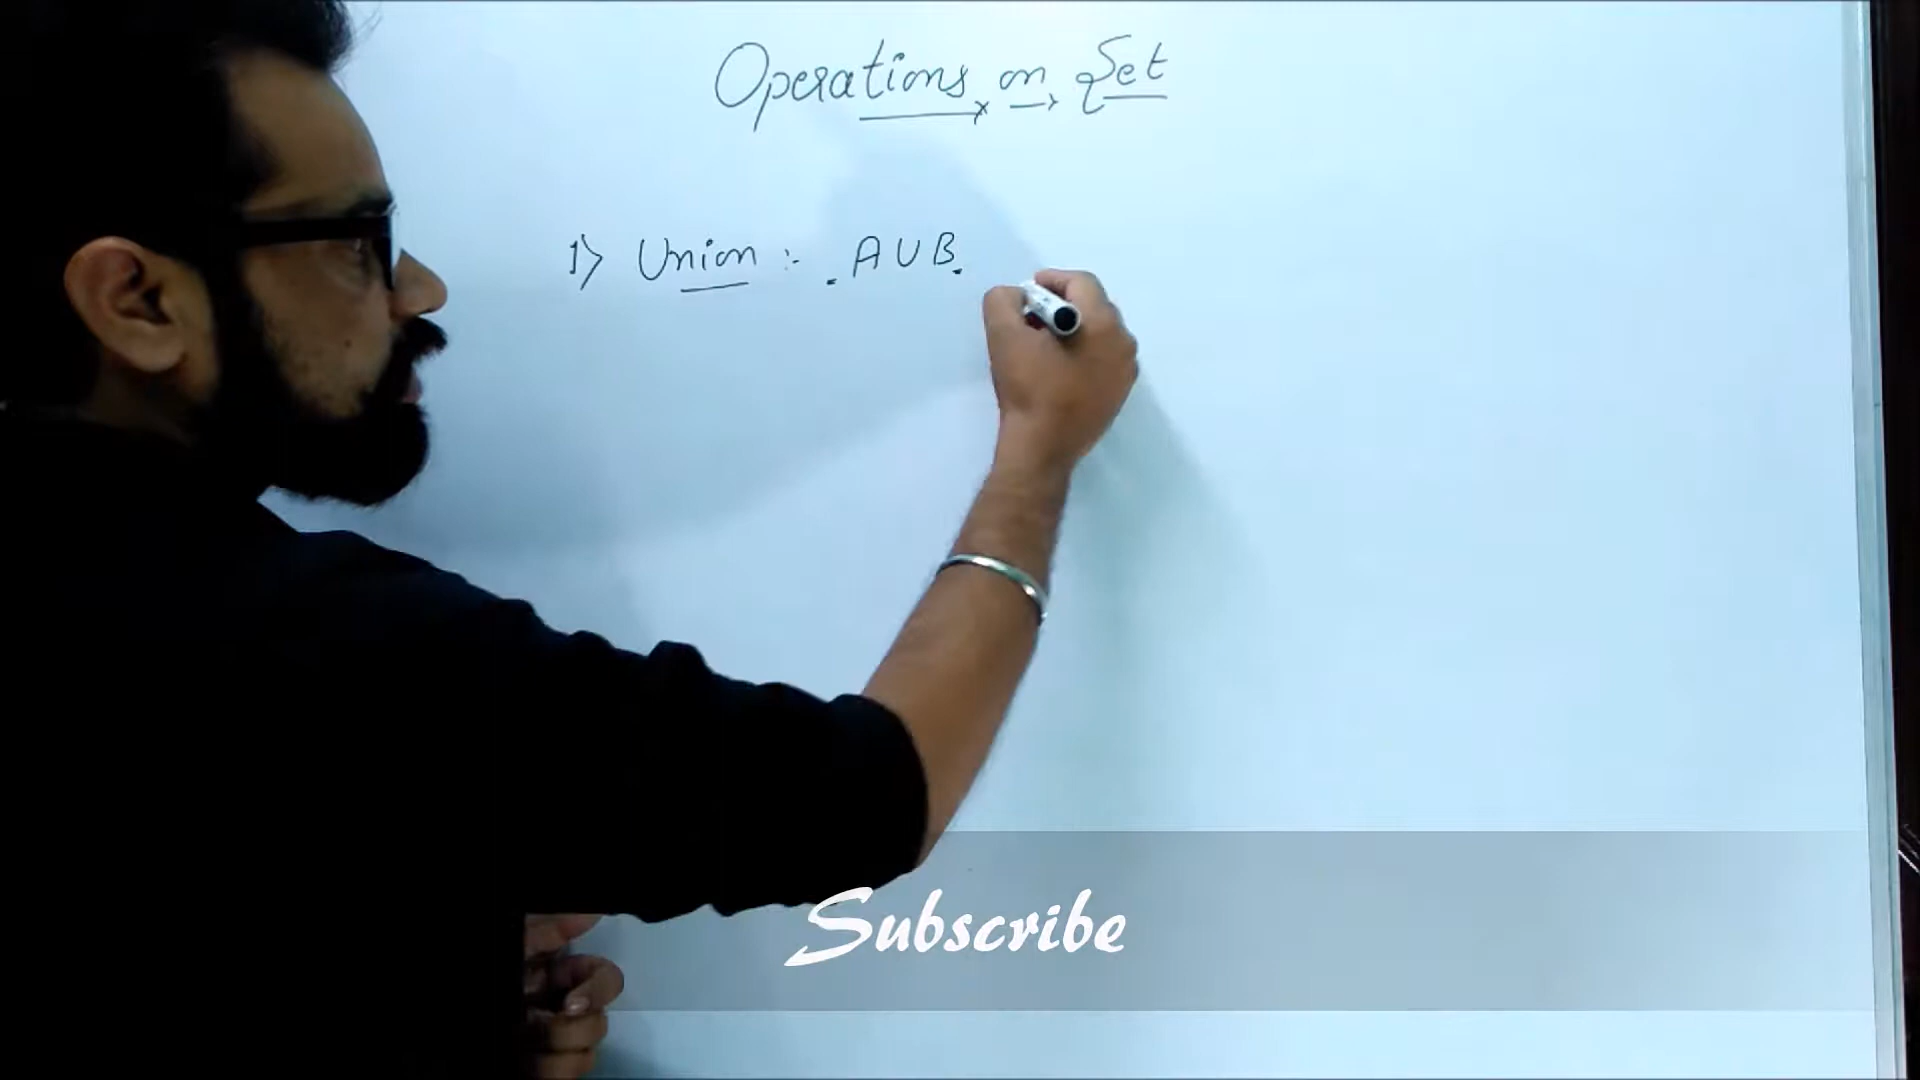 Operations on Set
1) Union :- A ∪ B
Subscribe